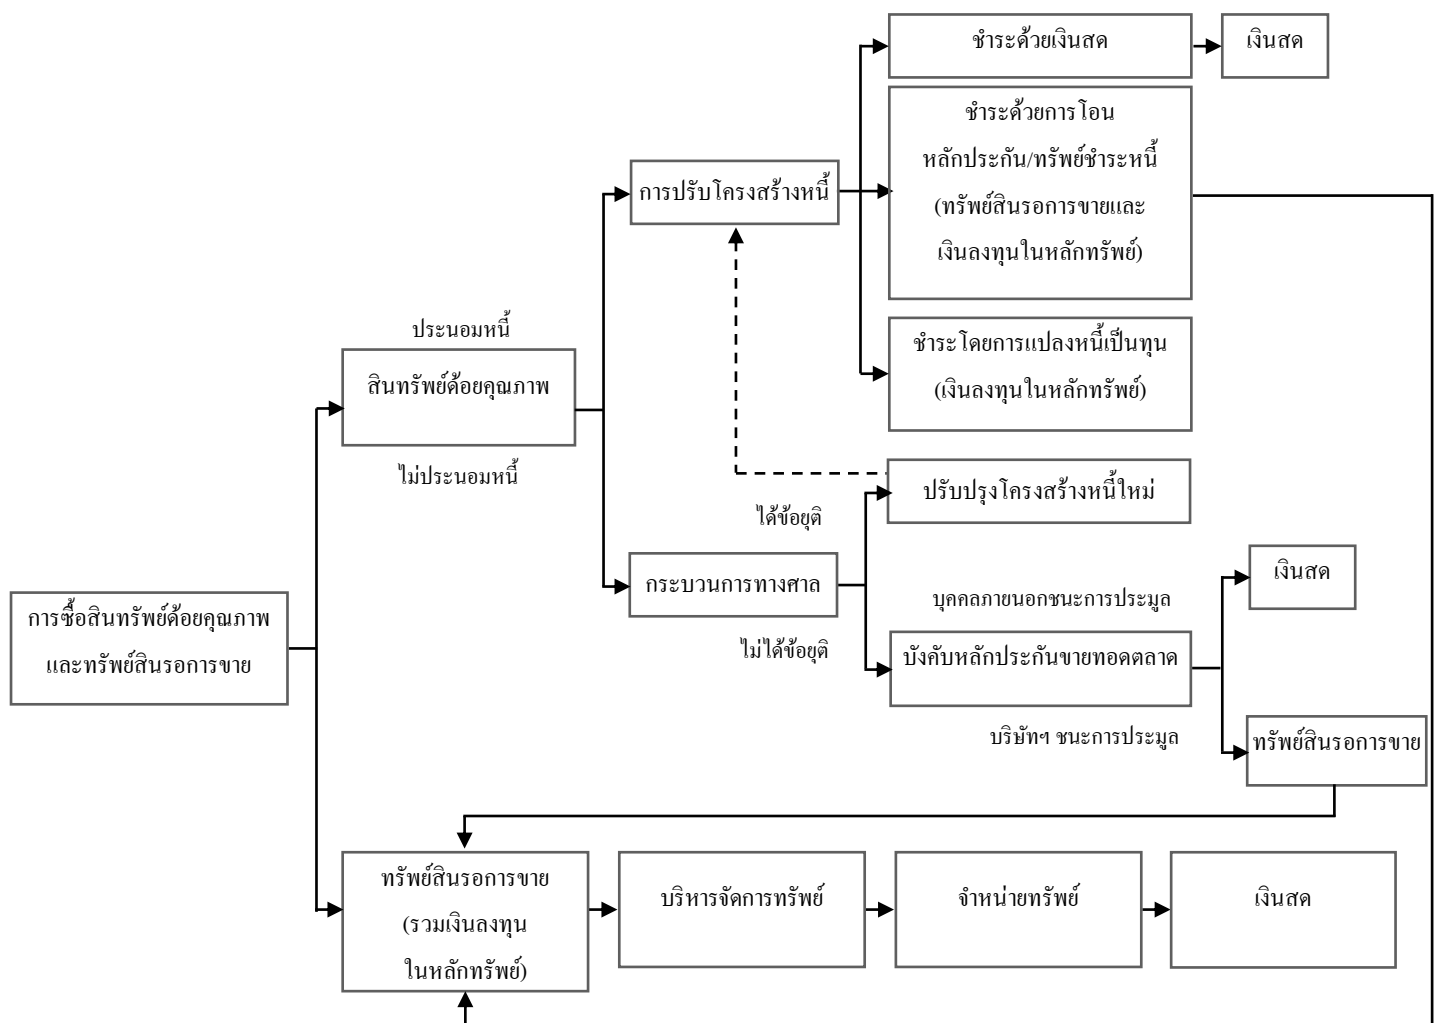 ชำระด้วยเงินสด
เงินสด
ชำระด้วยการโอน
หลักประกัน/ทรัพย์ชำระหนี้
(ทรัพย์สินรอการขายและ
เงินลงทุนในหลักทรัพย์)
การปรับโครงสร้างหนี้
ชำระโดยการแปลงหนี้เป็นทุน
(เงินลงทุนในหลักทรัพย์)
ประนอมหนี้
สินทรัพย์ด้อยคุณภาพ
ไม่ประนอมหนี้
ปรับปรุงโครงสร้างหนี้ใหม่
ได้ข้อยุติ
กระบวนการทางศาล
ไม่ได้ข้อยุติ
บุคคลภายนอกชนะการประมูล
เงินสด
บังคับหลักประกันขายทอดตลาด
บริษัทฯ ชนะการประมูล
ทรัพย์สินรอการขาย
การซื้อสินทรัพย์ด้อยคุณภาพ
และทรัพย์สินรอการขาย
ทรัพย์สินรอการขาย
(รวมเงินลงทุน
ในหลักทรัพย์)
บริหารจัดการทรัพย์
จำหน่ายทรัพย์
เงินสด